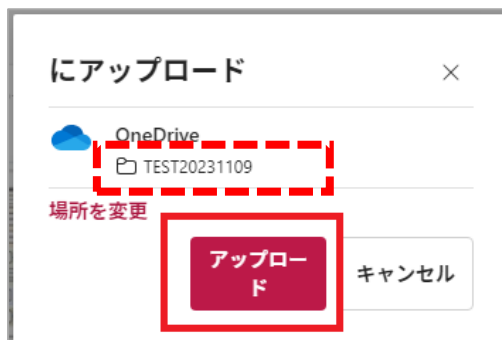 にアップロード
OneDrive
TEST20231109
場所を変更
アップロー
ド
キャンセル